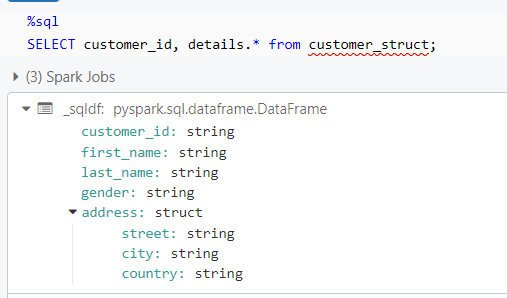 %sql
SELECT customer_id, details.* from customer_struct;
(3) Spark Jobs
_sqldf: pyspark.sql.dataframe.DataFrame
customer_id: string
first_name: string
last_name: string
gender: string
address: struct
street: string
city: string
country: string